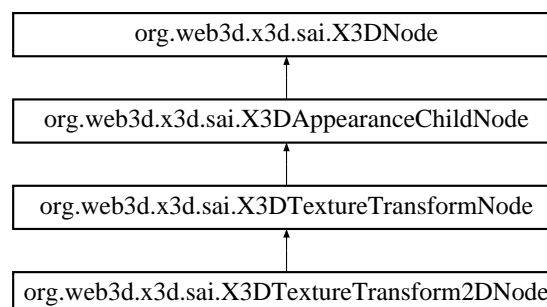 org.web3d.x3d.sai.X3DNode
org.web3d.x3d.sai.X3DAppearanceChildNode
org.web3d.x3d.sai.X3DTextureTransformNode
org.web3d.x3d.sai.X3DTextureTransform2DNode